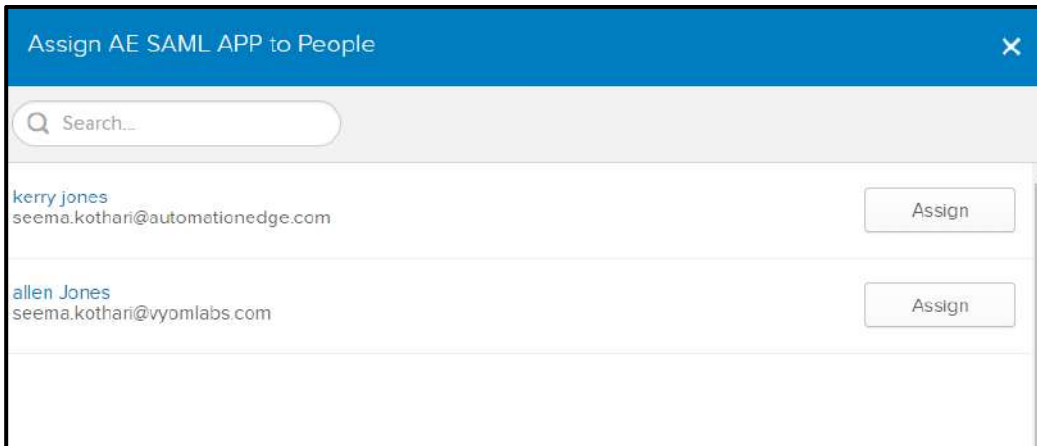 Assign AE SAML APP to People
Search...
kerry jones
seema.kothari@automationedge.com
Assign
allen Jones
seema.kothari@vyomlabs.com
Assign